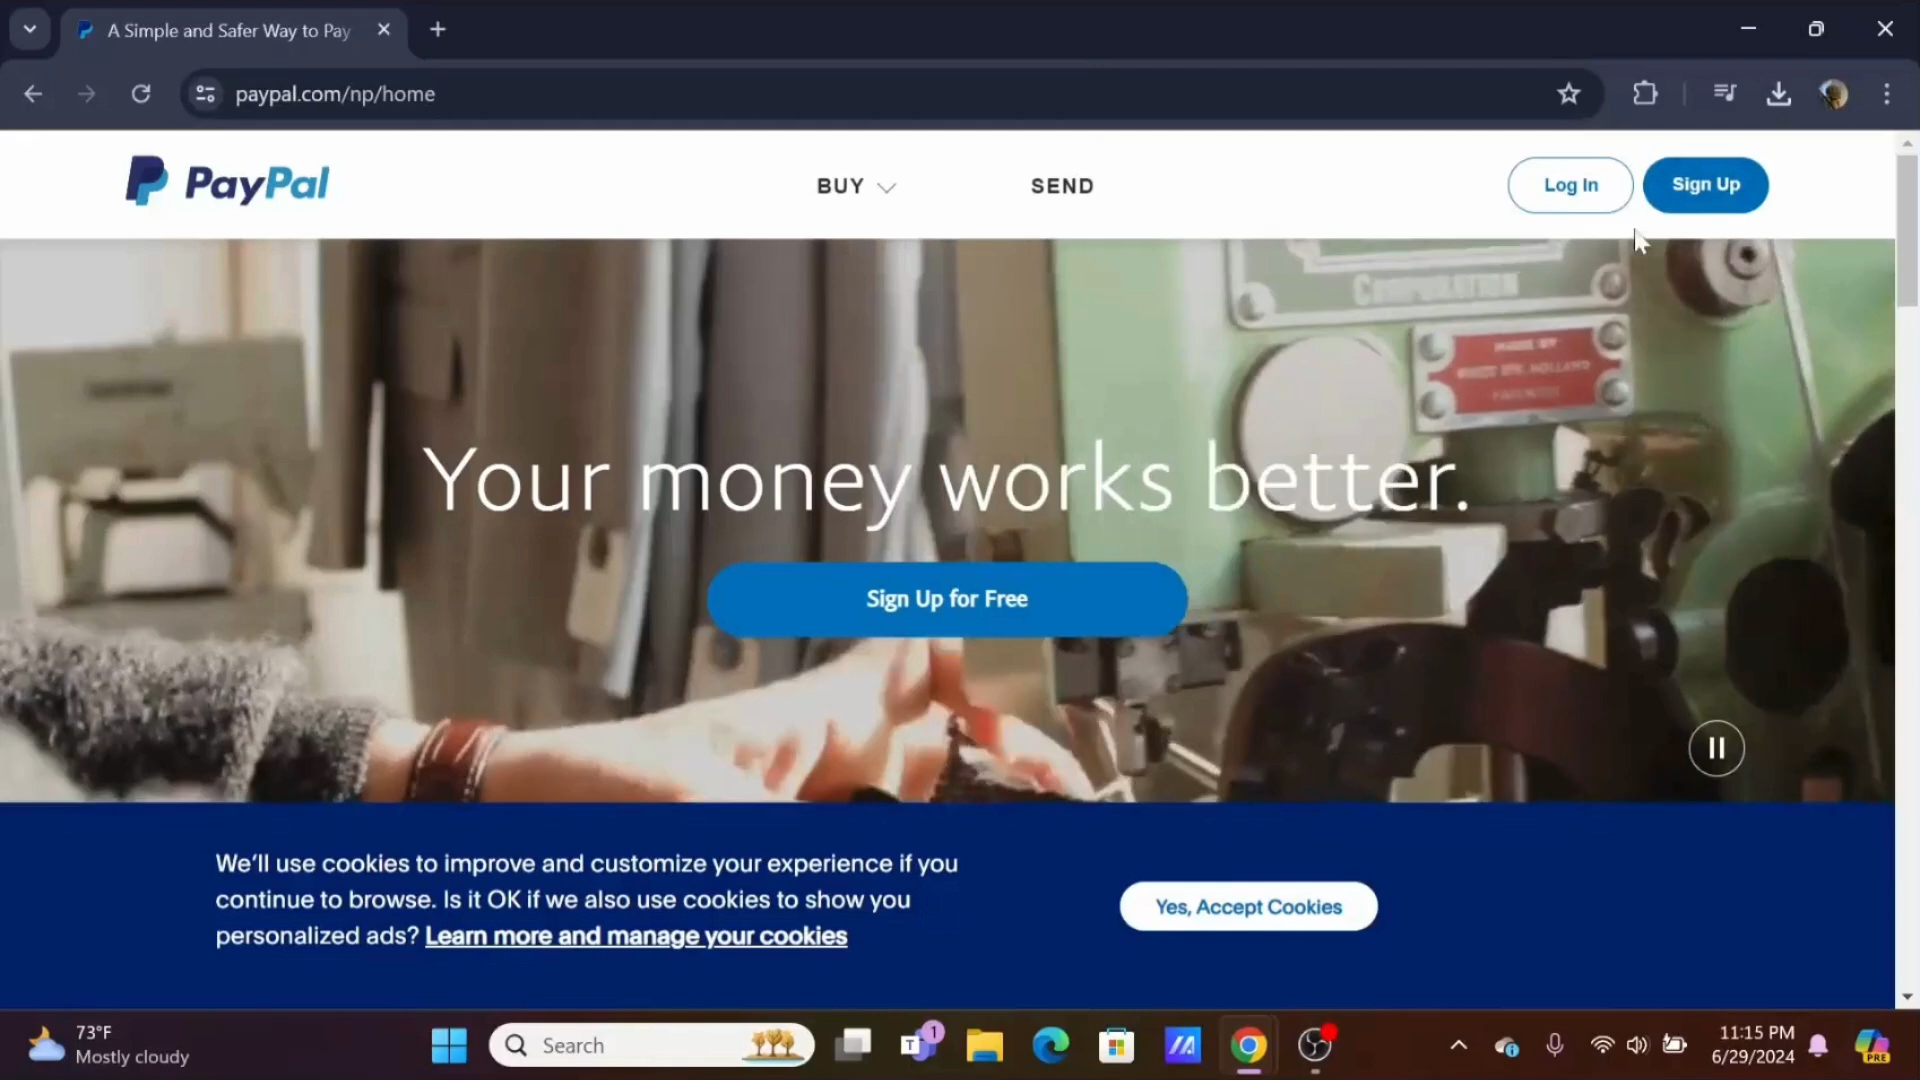 A Simple and Safer Way to Pay
paypal.com/np/home
PayPal
BUY
SEND
Log In
Sign Up
CORPORATION
Your money works better.
Sign Up for Free
We'll use cookies to improve and customize your experience if you
continue to browse. Is it OK if we also use cookies to show you
personalized ads? Learn more and manage your cookies
Yes, Accept Cookies
73°F
Mostly cloudy
Search
1
T
11:15 PM
6/29/2024
PRE